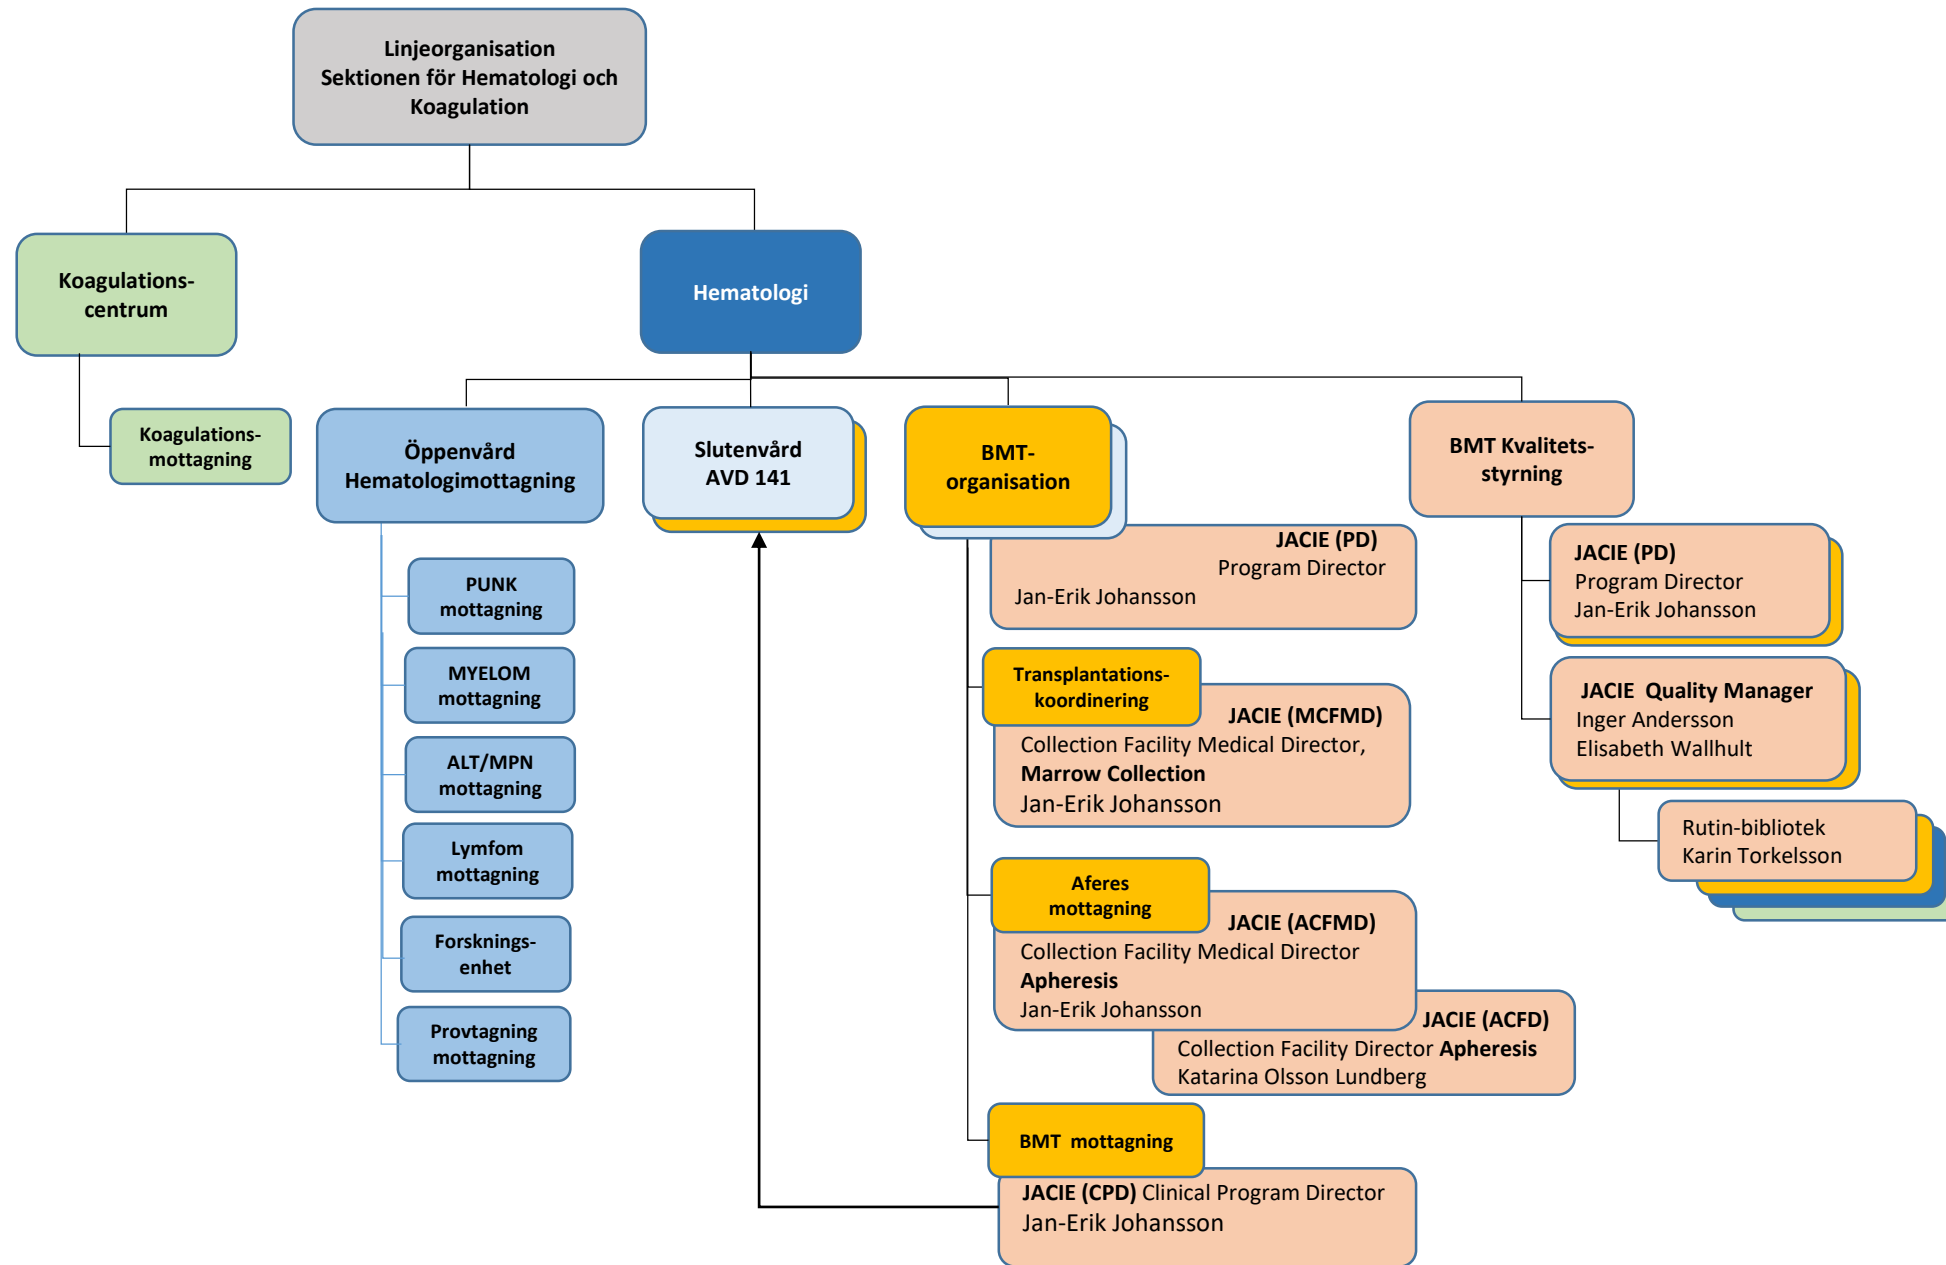 Linjeorganisation
Sektionen för Hematologi och
Koagulation
Koagulations-
centrum
Hematologi
Koagulations-
mottagning
Öppenvård
Hematologimottagning
Slutenvård
AVD 141
BMT-
organisation
BMT Kvalitets-
styrning
PUNK
mottagning
MYELOM
mottagning
ALT/MPN
mottagning
Lymfom
mottagning
Forsknings-
enhet
Provtagning
mottagning
JACIE (PD)
Program Director
Jan-Erik Johansson
Transplantations-
koordinering
JACIE (MCFMD)
Collection Facility Medical Director,
Marrow Collection
Jan-Erik Johansson
Aferes
mottagning
JACIE (ACFMD)
Collection Facility Medical Director
Apheresis
Jan-Erik Johansson
JACIE (ACFD)
Collection Facility Director Apheresis
Katarina Olsson Lundberg
BMT mottagning
JACIE (CPD) Clinical Program Director
Jan-Erik Johansson
JACIE (PD)
Program Director
Jan-Erik Johansson
JACIE Quality Manager
Inger Andersson
Elisabeth Wallhult
Rutin-bibliotek
Karin Torkelsson